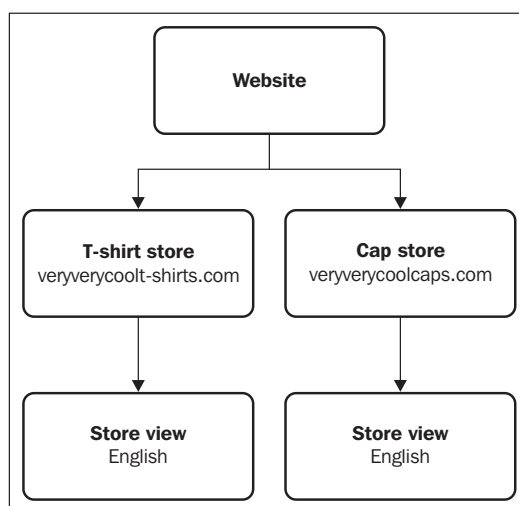 Website
T-shirt store
veryverycoolt-shirts.com
Cap store
veryverycoolcaps.com
Store view
English
Store view
English